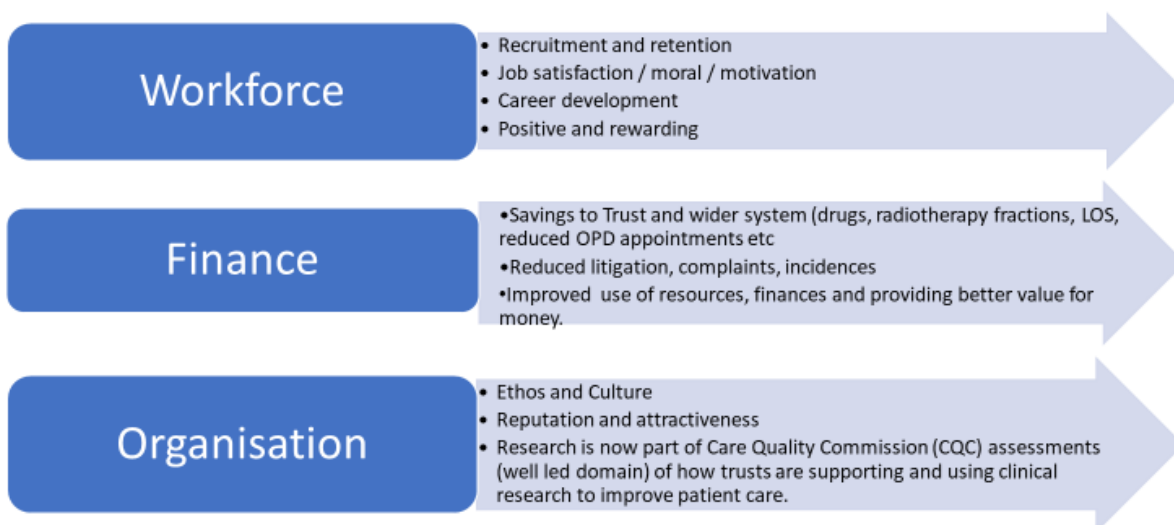 Workforce
• Recruitment and retention
• Job satisfaction / moral / motivation
• Career development
• Positive and rewarding
Finance
•Savings to Trust and wider system (drugs, radiotherapy fractions, LOS,
reduced OPD appointments etc
•Reduced litigation, complaints, incidences
•Improved use of resources, finances and providing better value for
money.
Organisation
• Ethos and Culture
• Reputation and attractiveness
• Research is now part of Care Quality Commission (CQC) assessments
(well led domain) of how trusts are supporting and using clinical
research to improve patient care.